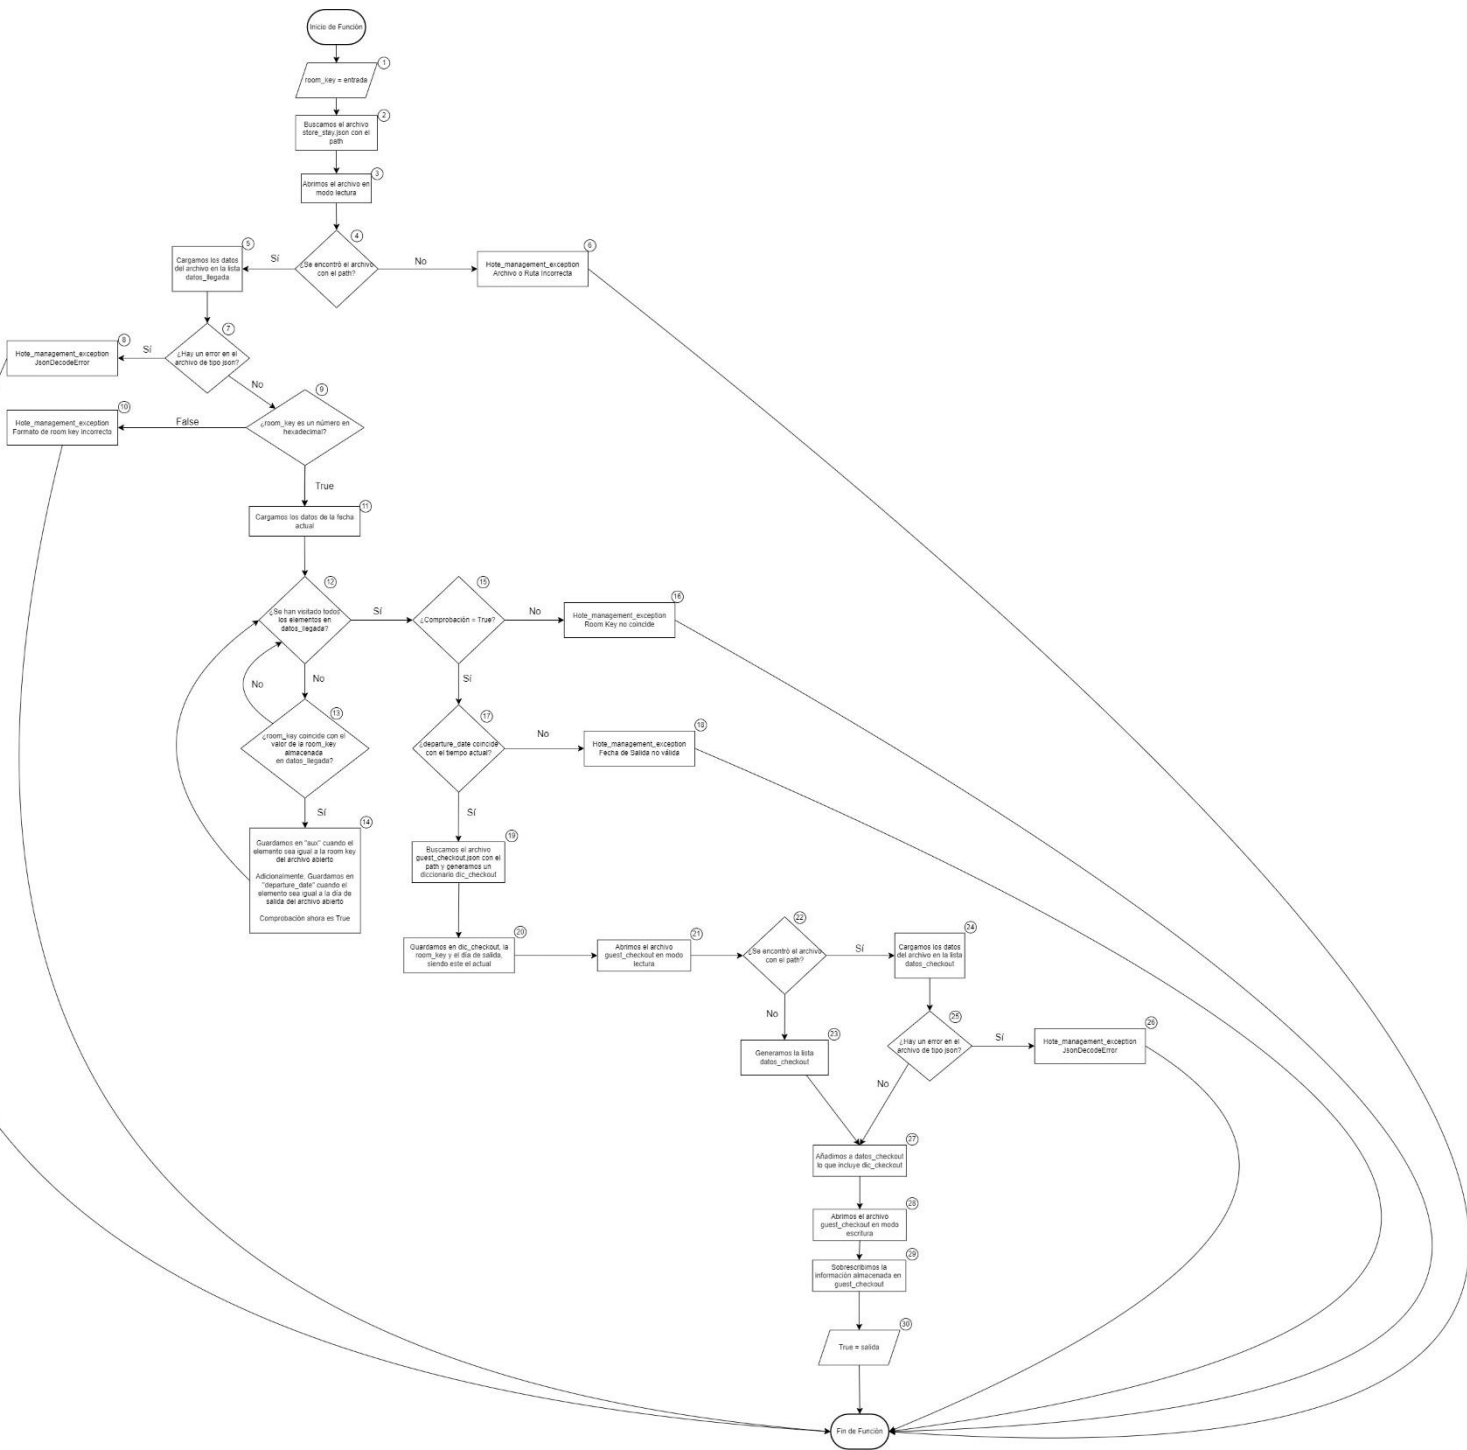 Inicio de Función
1
room_key = entrada
2
Buscamos el archivo
store_stay.json con el
path
3
Abrimos el archivo en
modo lectura
4
¿Se encontró el archivo
con el path?
Sí
No
5
Cargamos los datos
del archivo en la lista
datos_llegada
6
Hote_management_exception
Archivo o Ruta Incorrecta
7
¿Hay un error en el
archivo de tipo json?
Sí
No
8
Hote_management_exception
JsonDecodeError
9
¿room_key es un número en
hexadecimal?
False
True
10
Hote_management_exception
Formato de room key incorrecta
11
Cargamos los datos de la fecha
actual
12
¿Se han visitado todos
los elementos en
datos_llegada?
Sí
No
No
13
¿room_key coincide con el
valor de la room_key
almacenada
en datos_llegada?
Sí
14
Guardamos en "aux" cuando el
elemento sea igual a la room key
del archivo abierto
Adicionalmente, Guardamos en
"departure_date" cuando el
elemento sea igual a la día de
salida del archivo abierto
Comprobación ahora es True
15
¿Comprobación = True?
No
Sí
16
Hote_management_exception
Room Key no coincide
17
¿departure_date coincide
con el tiempo actual?
No
Sí
18
Hote_management_exception
Fecha de Salida no válida
19
Buscamos el archivo
guest_checkout.json con el
path y generamos un
diccionario dic_checkout
20
Guardamos en dic_checkout, la
room_key y el día de salida,
siendo este el actual
21
Abrimos el archivo
guest_checkout en modo
lectura
22
¿Se encontró el archivo
con el path?
Sí
No
23
Generamos la lista
datos_checkout
24
Cargamos los datos
del archivo en la lista
datos_checkout
25
¿Hay un error en el
archivo de tipo json?
Sí
No
26
Hote_management_exception
JsonDecodeError
27
Añadimos a datos_checkout
lo que incluye dic_ckeckout
28
Abrimos el archivo
guest_checkout en modo
escritura
29
Sobrescribimos la
información almacenada en
guest_checkout
30
True = salida
Fin de Función